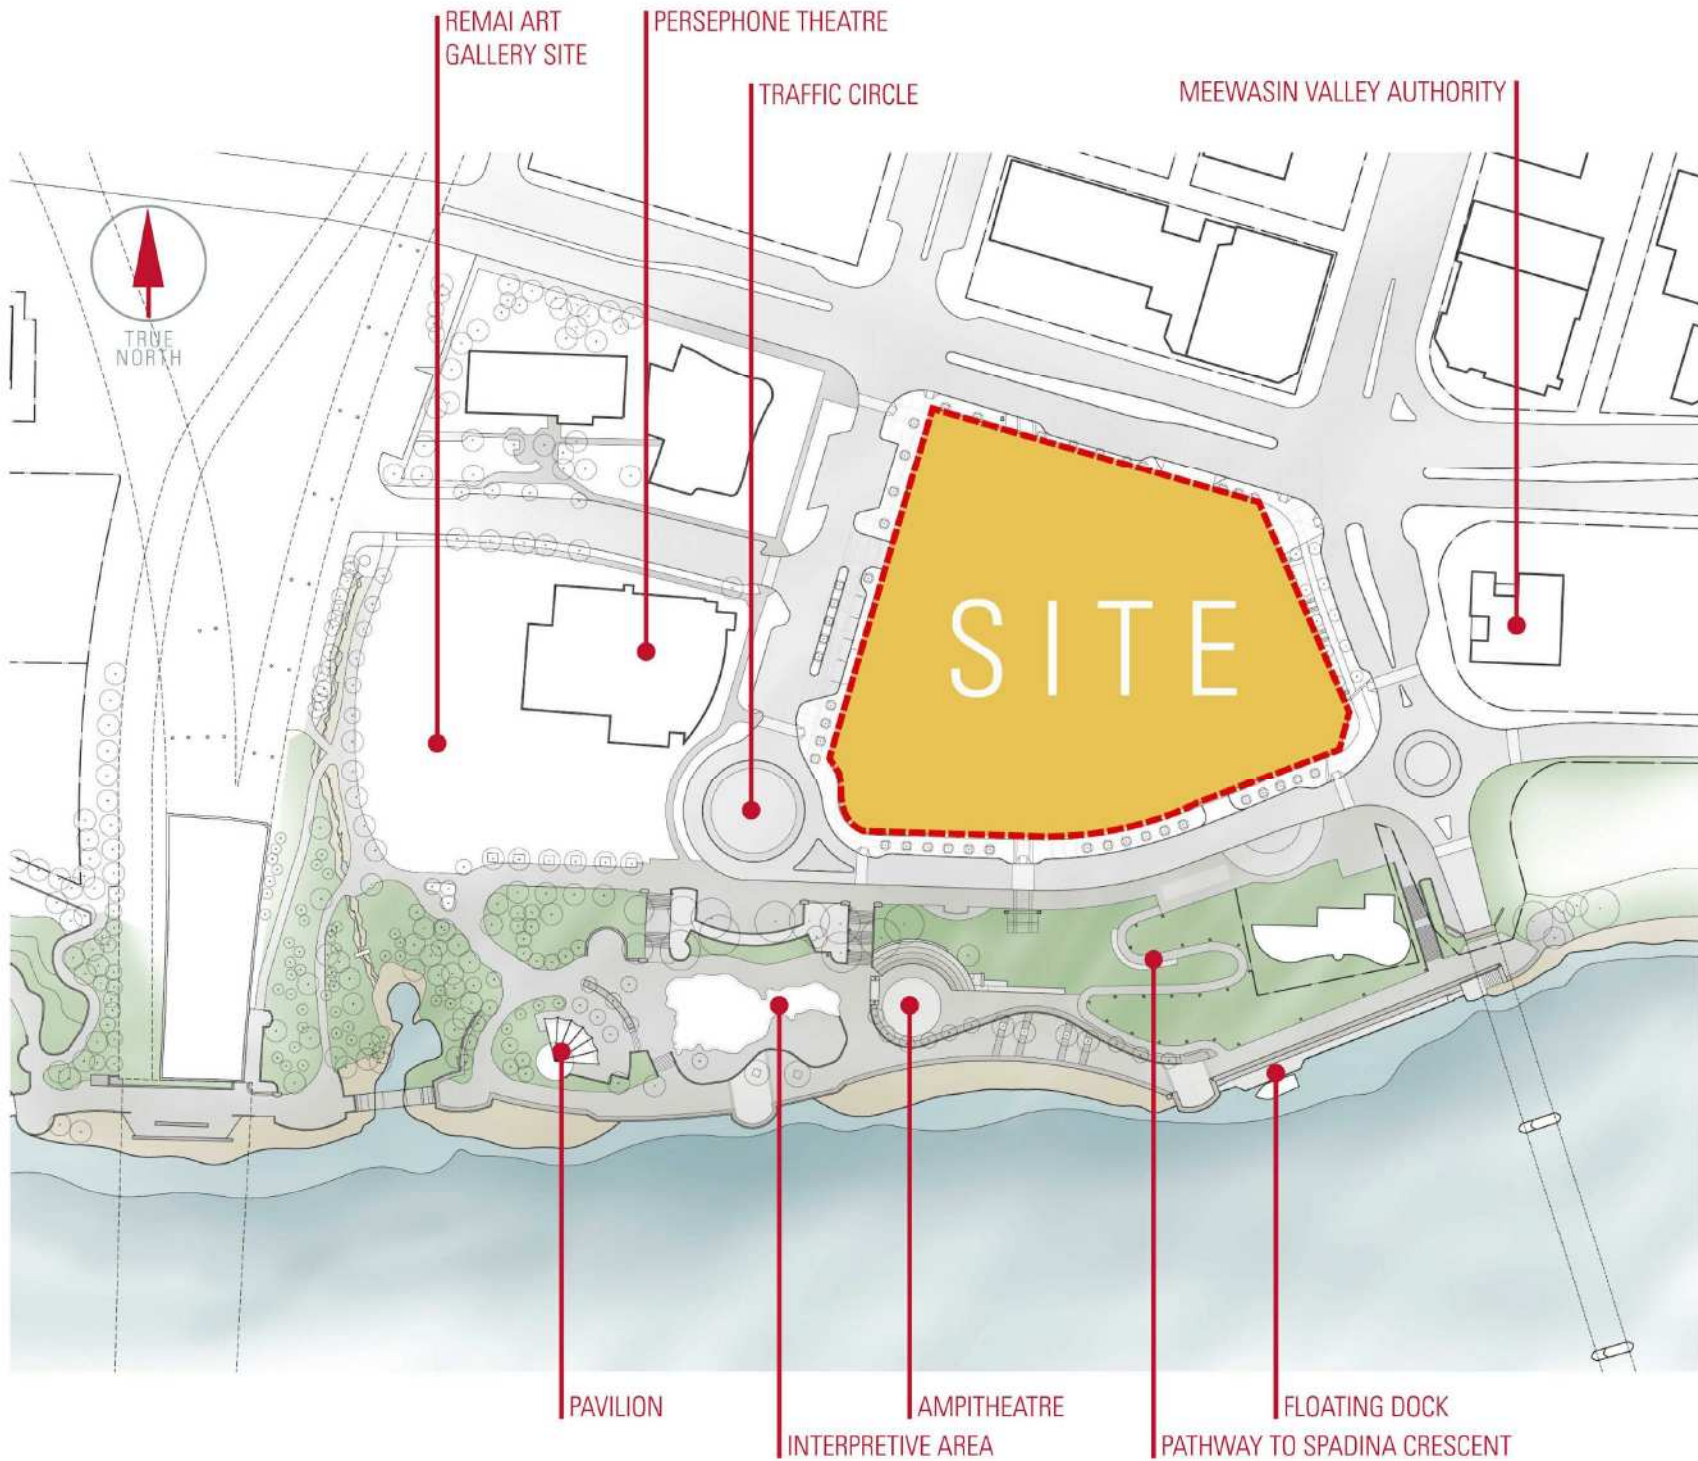 REMAI ART
GALLERY SITE
PERSEPHONE THEATRE
TRAFFIC CIRCLE
MEEWASIN VALLEY AUTHORITY
TRUE
NORTH
SITE
PAVILION
INTERPRETIVE AREA
AMPITHEATRE
PATHWAY TO SPADINA CRESCENT
FLOATING DOCK